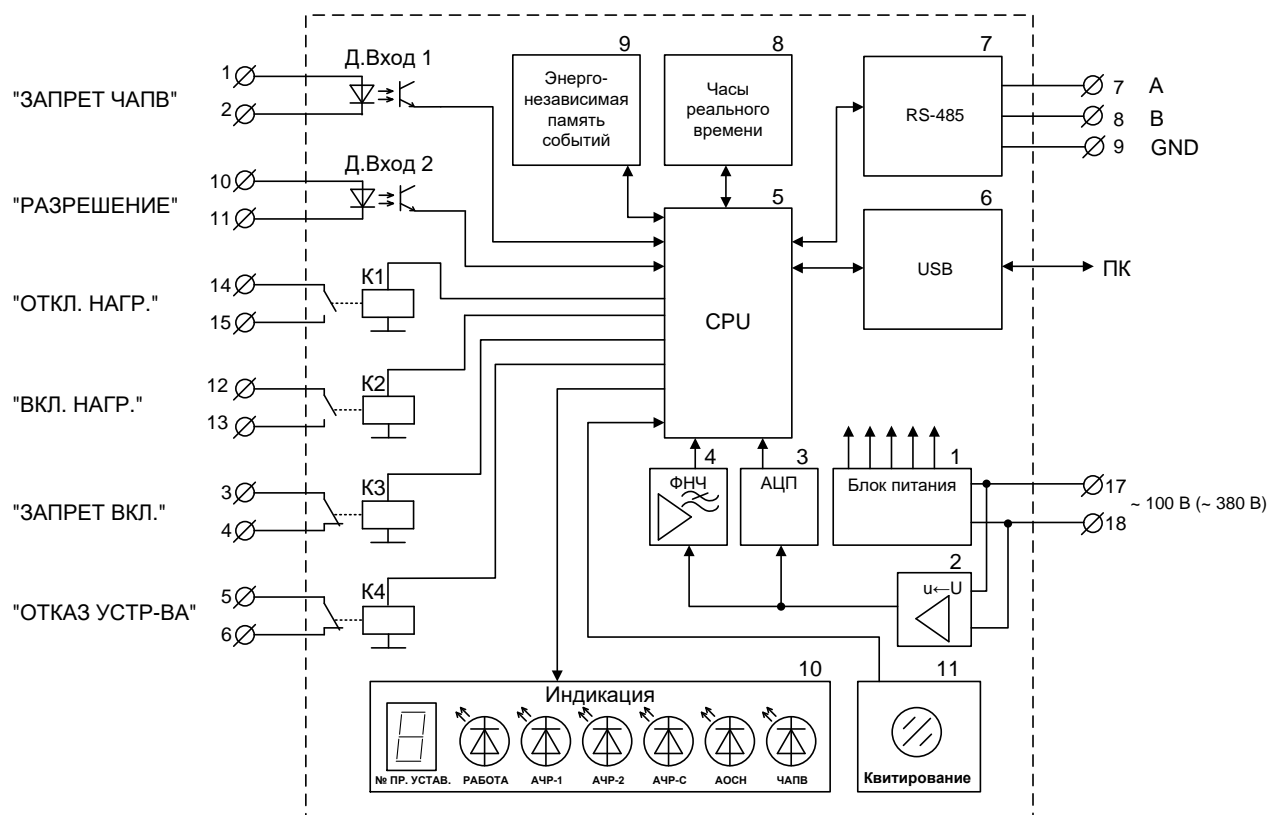 9
8
7
1
Д.Вход 1
2
"ЗАПРЕТ ЧАПВ"
Энерго-
независимая
память
событий
Часы
реального
времени
RS-485
7 A
8 B
9 GND
10
Д.Вход 2
11
"РАЗРЕШЕНИЕ"
5
6
CPU
USB
ПК
14
К1
15
"ОТКЛ. НАГР."
12
К2
13
"ВКЛ. НАГР."
3
К3
4
"ЗАПРЕТ ВКЛ."
5
К4
6
"ОТКАЗ УСТР-ВА"
4
ФНЧ
3
АЦП
1
Блок питания
17
18
~ 100 В (~ 380 В)
2
u←U
10
Индикация
№ ПР. УСТАВ.
РАБОТА
АЧР-1
АЧР-2
АЧР-С
АОСН
ЧАПВ
11
Квитирование